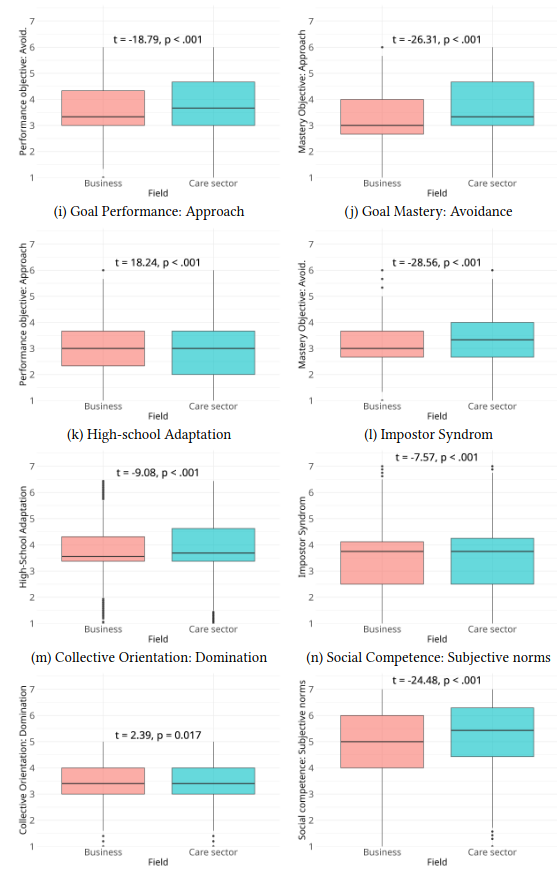 Performance objective: Avoid.
7
6
5
4
3
2
1
t = -18.79, p < .001
Business
Care sector
Field
Mastery Objective: Approach
7
6
5
4
3
2
1
t = -26.31, p < .001
Business
Care sector
Field
(i) Goal Performance: Approach
(j) Goal Mastery: Avoidance
Performance objective: Approach
7
6
5
4
3
2
1
t = 18.24, p < .001
Business
Care sector
Field
Mastery Objective: Avoid.
7
6
5
4
3
2
1
t = -28.56, p < .001
Business
Care sector
Field
(k) High-school Adaptation
(l) Impostor Syndrom
High-School Adaptation
7
6
5
4
3
2
1
t = -9.08, p < .001
Business
Care sector
Field
Impostor Syndrom
7
6
5
4
3
2
1
t = -7.57, p < .001
Business
Care sector
Field
(m) Collective Orientation: Domination
(n) Social Competence: Subjective norms
Collective Orientation: Domination
7
6
5
4
3
2
1
t = 2.39, p = 0.017
Business
Care sector
Field
Social competence: Subjective norms
7
6
5
4
3
2
1
t = -24.48, p < .001
Business
Care sector
Field